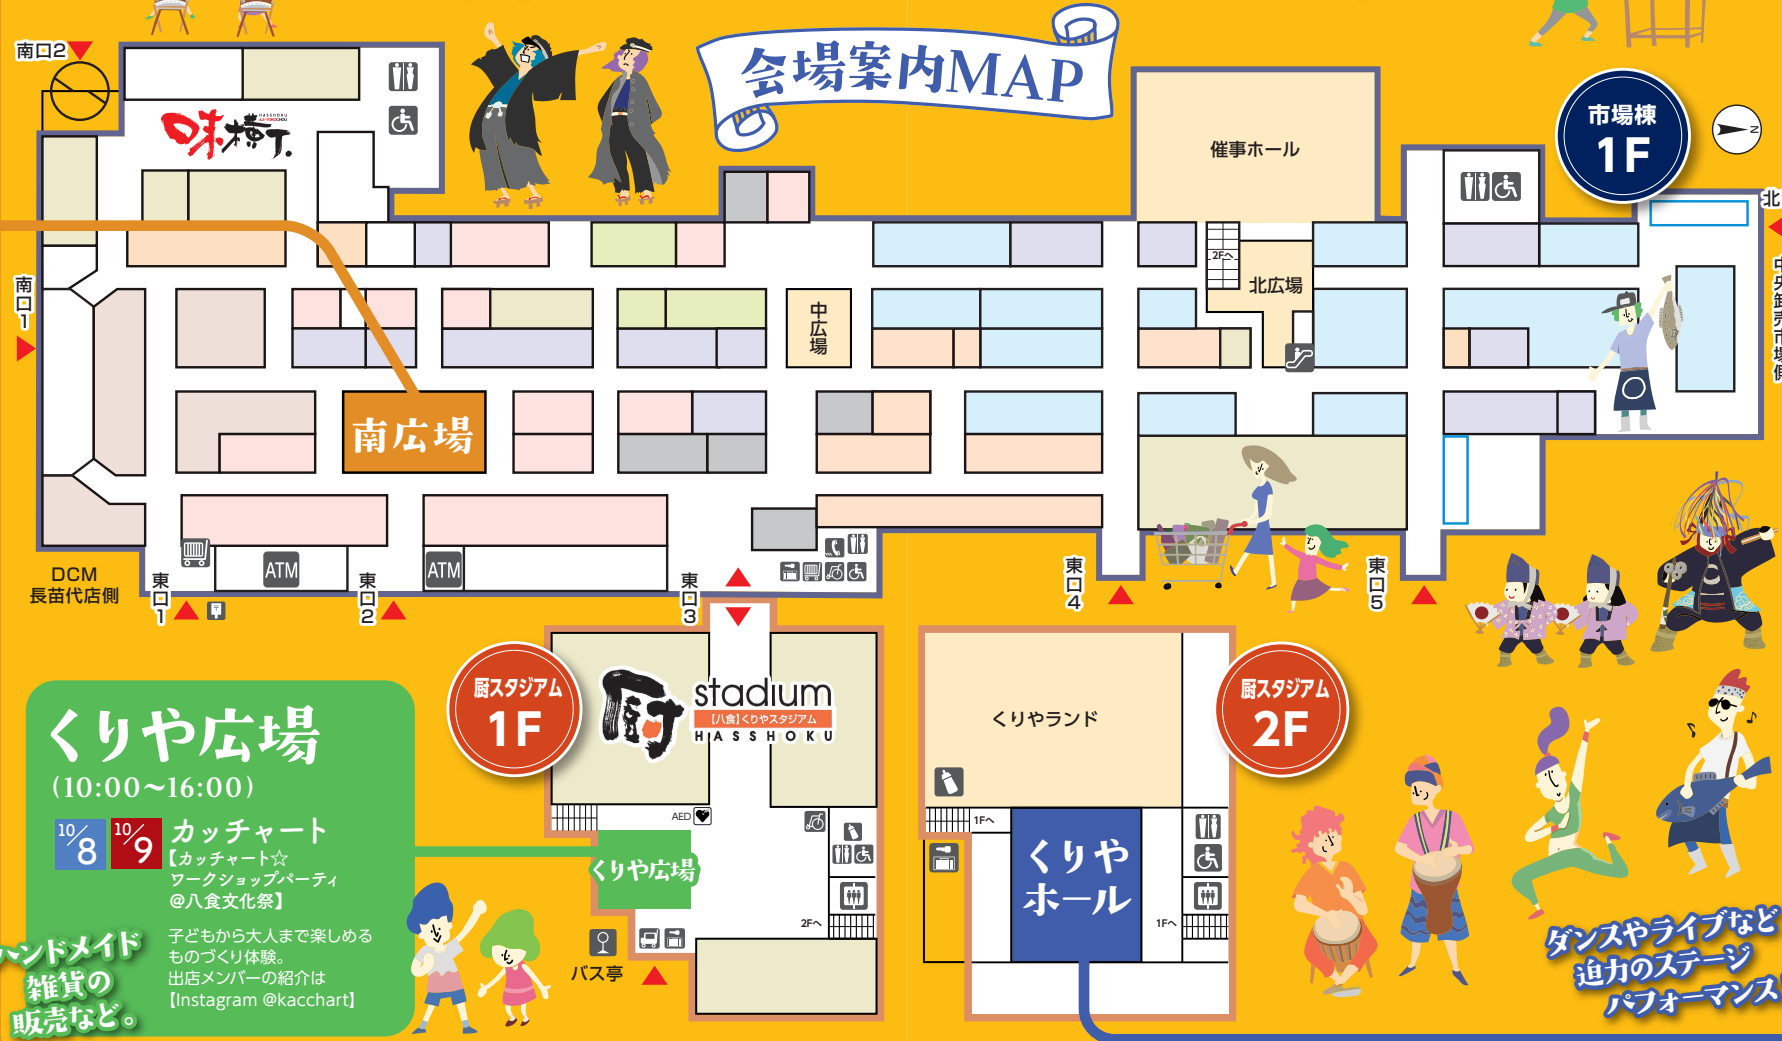 会場案内MAP
南口2
味横丁.
HASSHOKU
AJI-YOKOCHOU
催事ホール
市場棟
1F
N
北
2Fへ
北広場
中広場
南口1
南広場
DCM
長苗代店側
ATM
ATM
東口1
東口2
東口3
東口4
東口5
厨スタジアム
1F
厨
stadium
【八食】くりやスタジアム
HASSHOKU
AED
くりや広場
2Fへ
バス亭
くりやランド
厨スタジアム
2F
1Fへ
くりや
ホール
1Fへ
くりや広場
(10:00〜16:00)
10/8
10/9
カッチャート
【カッチャート☆
ワークショップパーティ
@八食文化祭】
子どもから大人まで楽しめる
ものづくり体験。
出店メンバーの紹介は
【Instagram @kacchart】
ハンドメイド
雑貨の
販売など。
ダンスやライブなど
迫力のステージ
パフォーマンス
中央卸売市場側